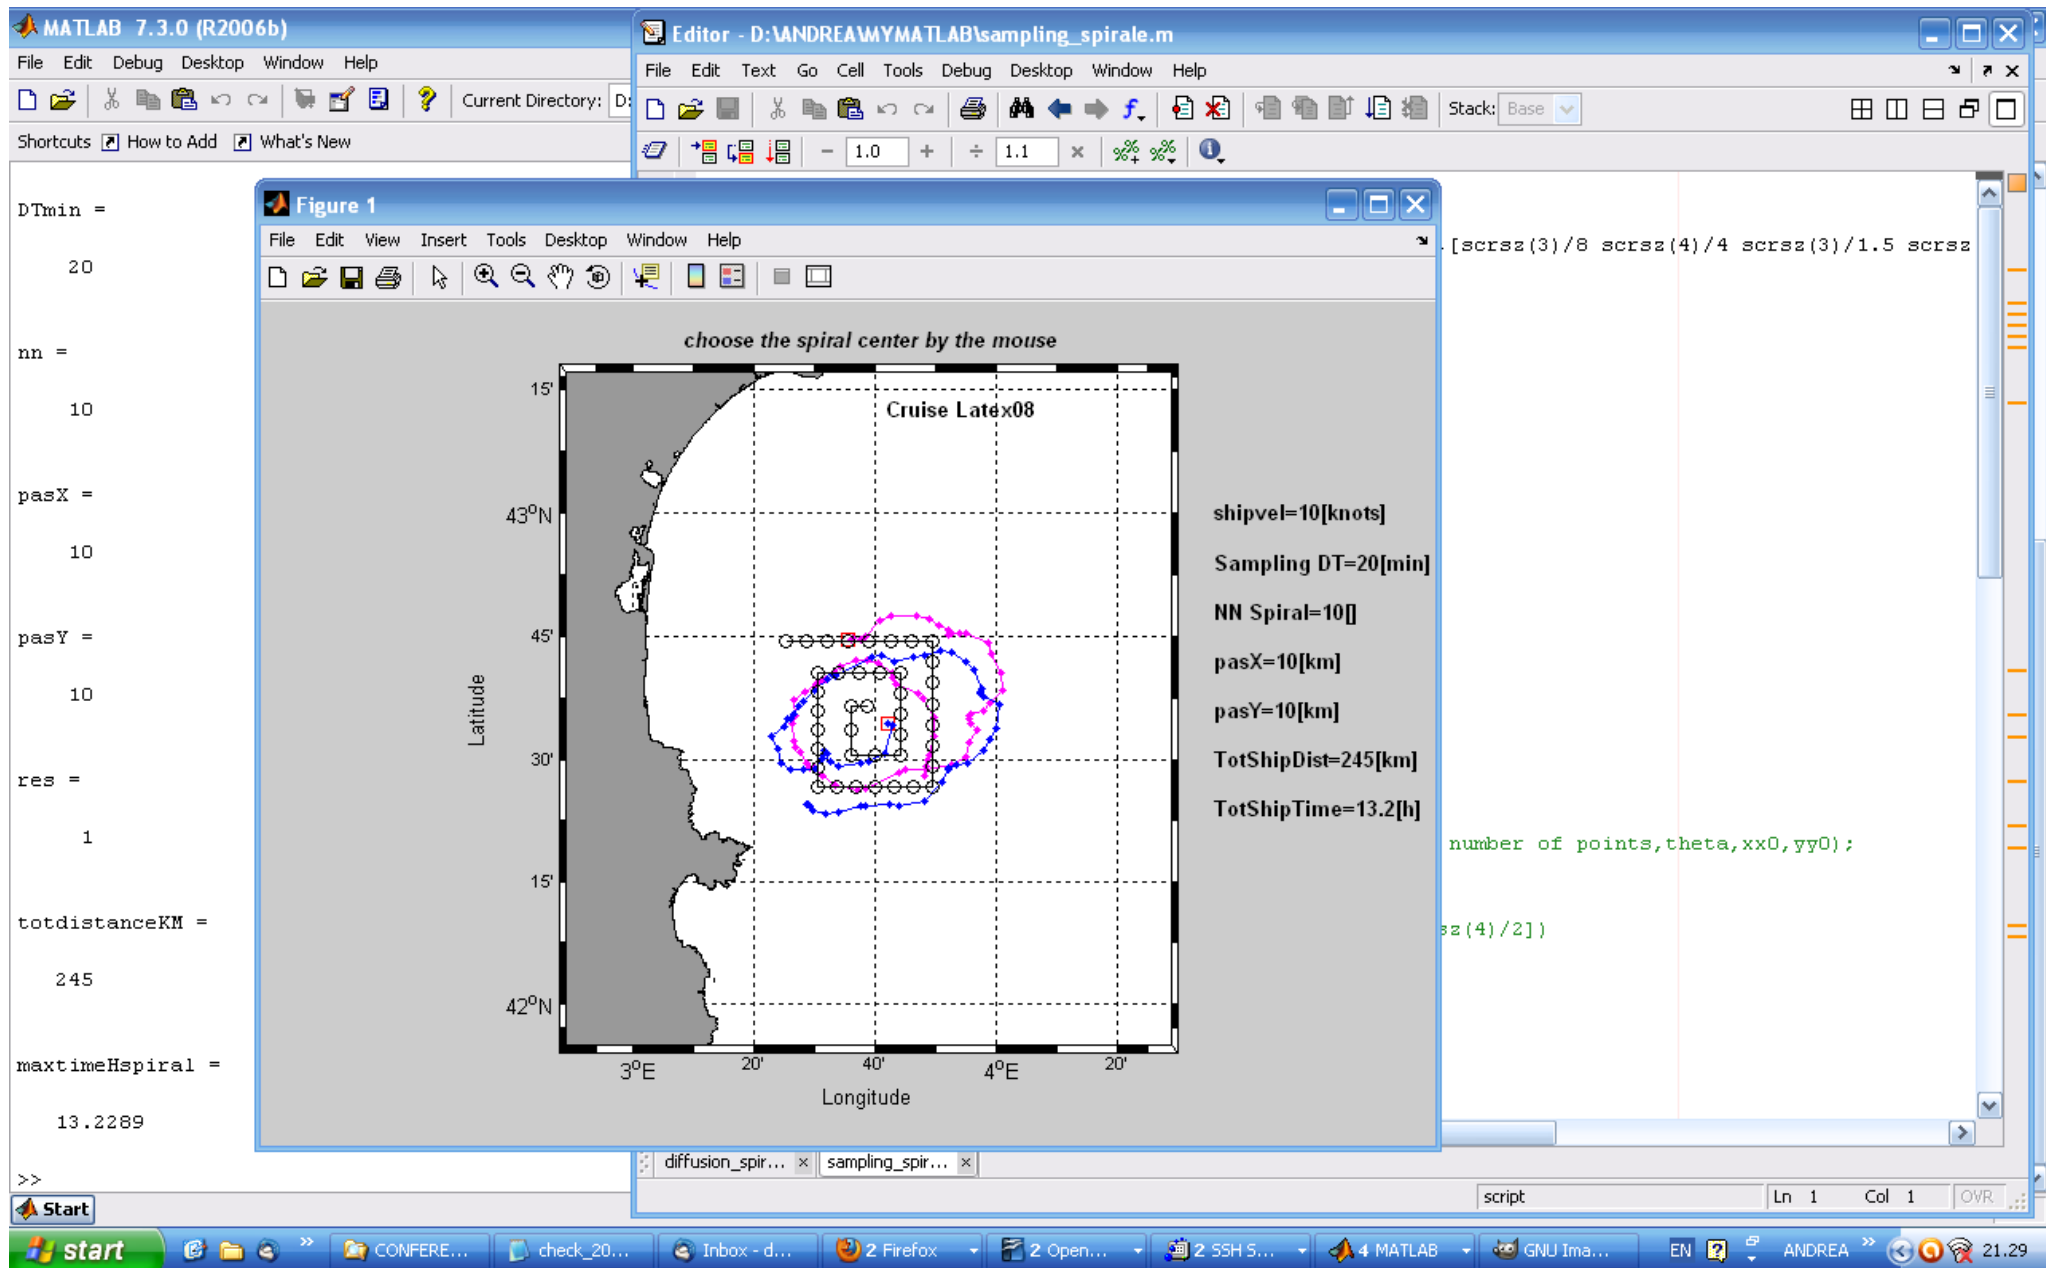 MATLAB 7.3.0 (R2006b)
File Edit Debug Desktop Window Help
Current Directory: D:
Shortcuts How to Add What's New
DTmin =
20
nn =
10
pasX =
10
pasY =
10
res =
1
totdistanceKM =
245
maxtimeHspiral =
13.2289
>>
Start
Editor - D:\ANDREA\MYMATLAB\sampling_spirale.m
File Edit Text Go Cell Tools Debug Desktop Window Help
Stack: Base
1.0 1.1
[scrsz(3)/8 scrsz(4)/4 scrsz(3)/1.5 scrsz
number of points,theta,xx0,yy0);
sz(4)/2])
diffusion_spir... sampling_spir...
script Ln 1 Col 1 OVR
Figure 1
File Edit View Insert Tools Desktop Window Help
choose the spiral center by the mouse
Cruise Latex08
15'
43°N
45'
30'
15'
42°N
Latitude
3°E 20' 40' 4°E 20'
Longitude
shipvel=10[knots]
Sampling DT=20[min]
NN Spiral=10[]
pasX=10[km]
pasY=10[km]
TotShipDist=245[km]
TotShipTime=13.2[h]
start CONFERE... check_20... Inbox - d... 2 Firefox 2 Open... 2 SSH S... 4 MATLAB GNU Ima... EN ANDREA 21.29